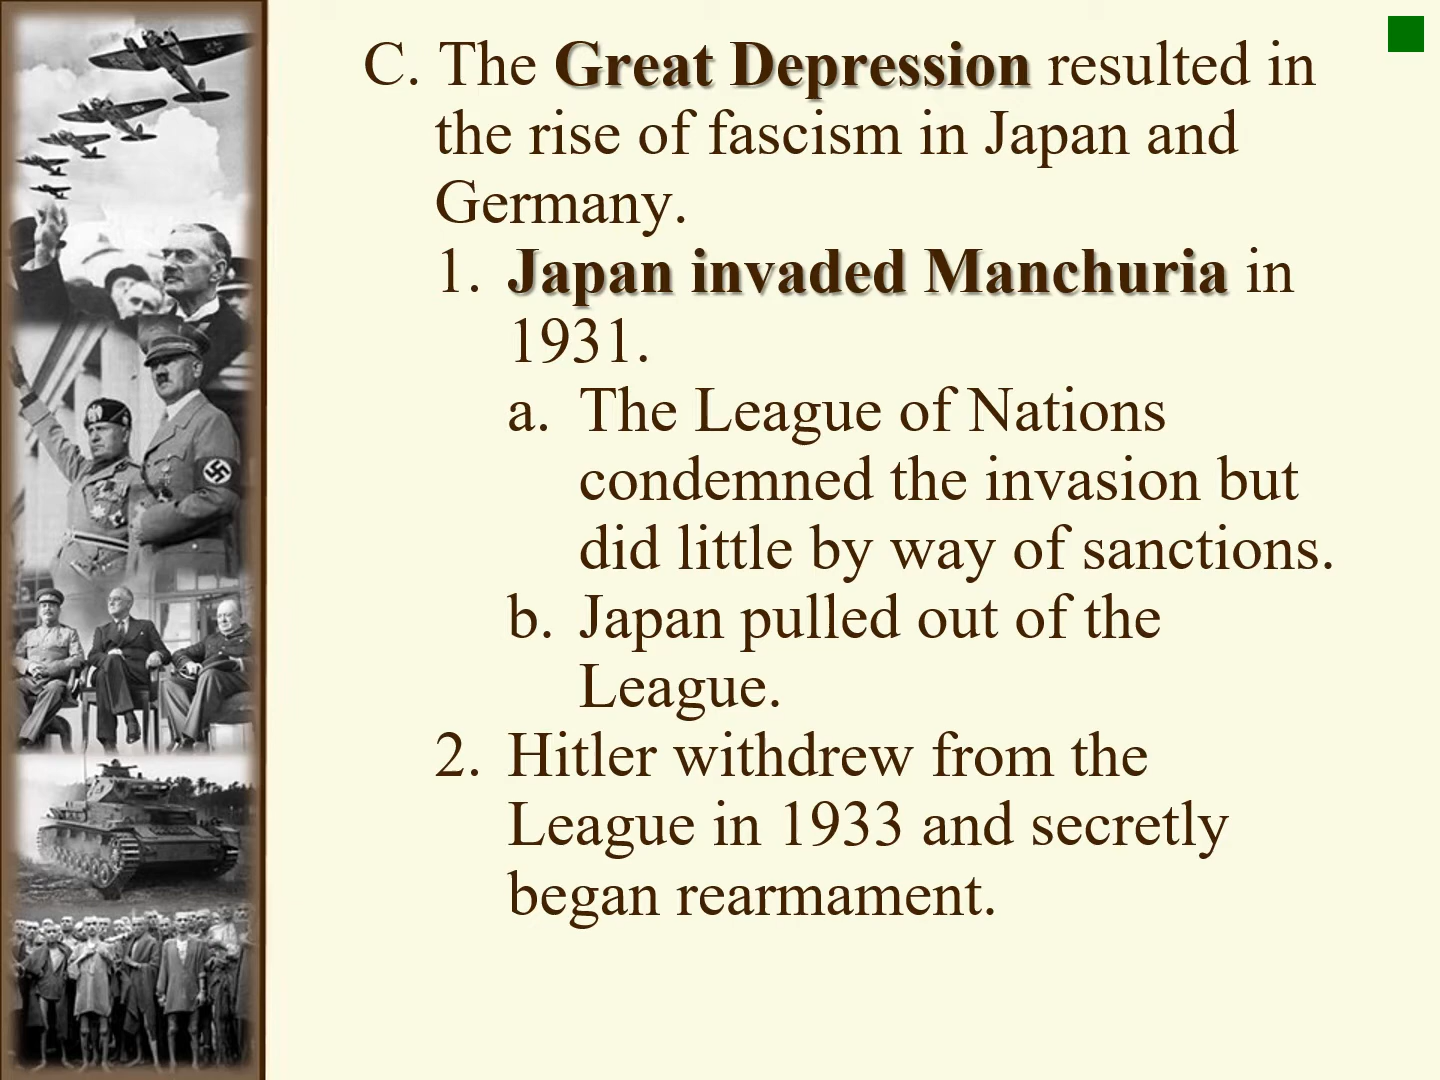 C. The Great Depression resulted in
the rise of fascism in Japan and
Germany.
1. Japan invaded Manchuria in
1931.
a. The League of Nations
condemned the invasion but
did little by way of sanctions.
b. Japan pulled out of the
League.
2. Hitler withdrew from the
League in 1933 and secretly
began rearmament.